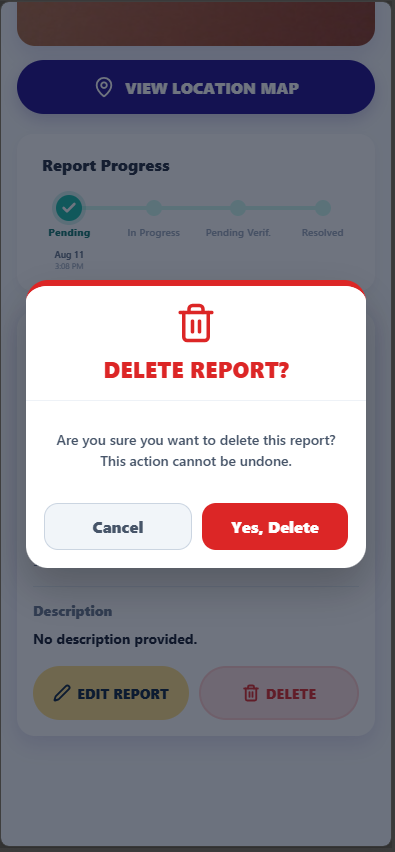 VIEW LOCATION MAP
Report Progress
Pending
In Progress
Pending Verif.
Resolved
Aug 11
3:08 PM
DELETE REPORT?
Are you sure you want to delete this report?
This action cannot be undone.
Cancel
Yes, Delete
Description
No description provided.
EDIT REPORT
DELETE